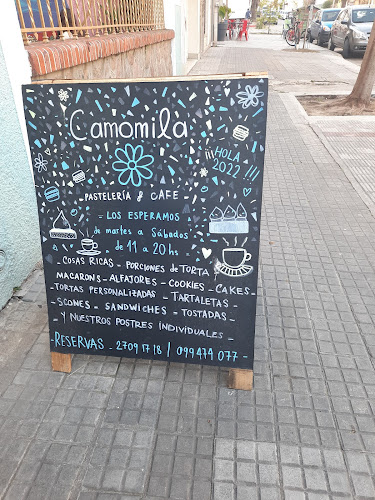 Camomila
¡¡¡HOLA
2022!!!
PASTELERÍA & CAFE
LOS ESPERAMOS
de martes a Sábados
de 11 a 20 hs
- COSAS RICAS - PORCIONES de TORTA
MACARONS - ALFAJORES - COOKIES - CAKES -
- TORTAS PERSONALIZADAS - TARTALETAS -
- SCONES - SANDWICHES - TOSTADAS -
- Y NUESTROS POSTRES INDIVIDUALES -
- RESERVAS - 2709 17 18 / 099 474 077 -